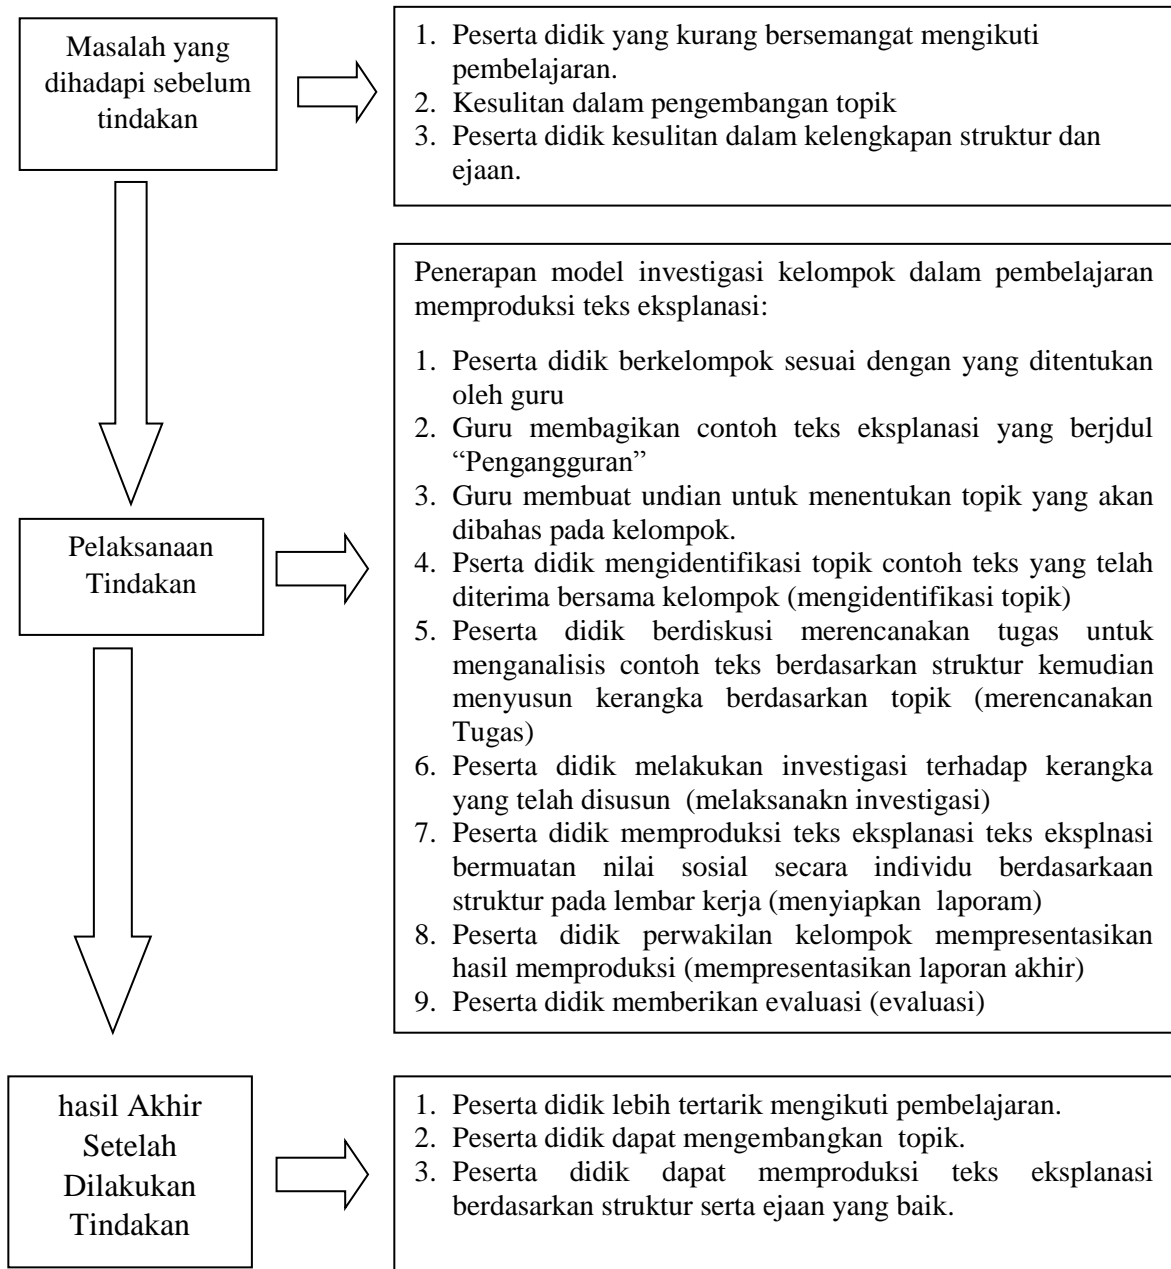 Masalah yang
dihadapi sebelum
tindakan
1. Peserta didik yang kurang bersemangat mengikuti
pembelajaran.
2. Kesulitan dalam pengembangan topik
3. Peserta didik kesulitan dalam kelengkapan struktur dan
ejaan.
Pelaksanaan
Tindakan
Penerapan model investigasi kelompok dalam pembelajaran
memproduksi teks eksplanasi:
1. Peserta didik berkelompok sesuai dengan yang ditentukan
oleh guru
2. Guru membagikan contoh teks eksplanasi yang berjdul
“Pengangguran”
3. Guru membuat undian untuk menentukan topik yang akan
dibahas pada kelompok.
4. Pserta didik mengidentifikasi topik contoh teks yang telah
diterima bersama kelompok (mengidentifikasi topik)
5. Peserta didik berdiskusi merencanakan tugas untuk
menganalisis contoh teks berdasarkan struktur kemudian
menyusun kerangka berdasarkan topik (merencanakan
Tugas)
6. Peserta didik melakukan investigasi terhadap kerangka
yang telah disusun (melaksanakn investigasi)
7. Peserta didik memproduksi teks eksplanasi teks eksplnasi
bermuatan nilai sosial secara individu berdasarkaan
struktur pada lembar kerja (menyiapkan laporam)
8. Peserta didik perwakilan kelompok mempresentasikan
hasil memproduksi (mempresentasikan laporan akhir)
9. Peserta didik memberikan evaluasi (evaluasi)
hasil Akhir
Setelah
Dilakukan
Tindakan
1. Peserta didik lebih tertarik mengikuti pembelajaran.
2. Peserta didik dapat mengembangkan topik.
3. Peserta didik dapat memproduksi teks eksplanasi
berdasarkan struktur serta ejaan yang baik.